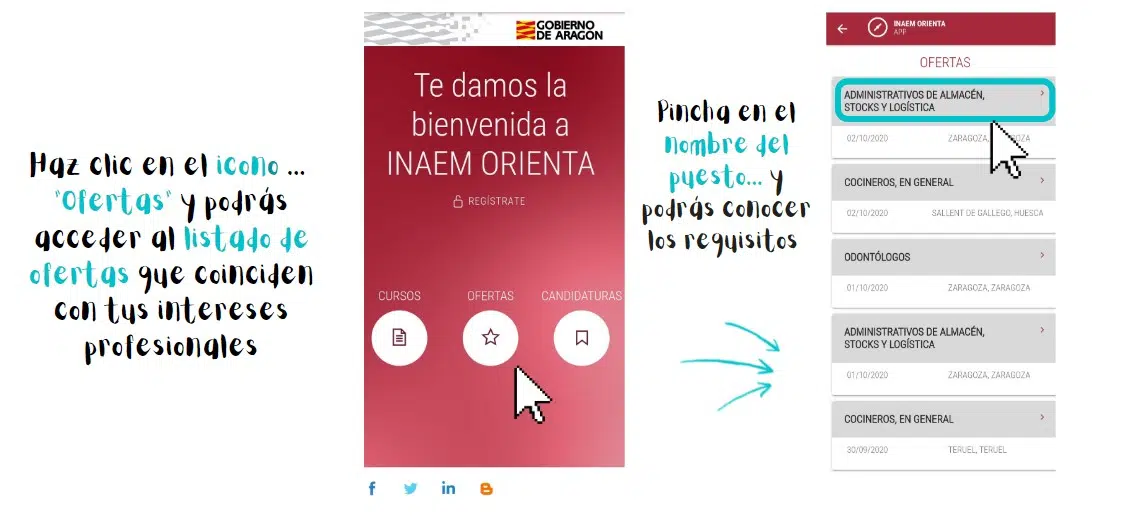 Haz clic en el icono ...
"Ofertas" y podrás
acceder al listado de
ofertas que coinciden
con tus intereses
profesionales
GOBIERNO
DE ARAGON
Te damos la
bienvenida a
INAEM ORIENTA
REGÍSTRATE
CURSOS
OFERTAS
CANDIDATURAS
Pincha en el
nombre del
puesto... y
podrás conocer
los requisitos
INAEM ORIENTA
APP
OFERTAS
ADMINISTRATIVOS DE ALMACÉN,
STOCKS Y LOGÍSTICA
02/10/2020 ZARAGOZA,
COCINEROS, EN GENERAL
02/10/2020 SALLENT DE GALLEGO, HUESCA
ODONTÓLOGOS
01/10/2020 ZARAGOZA, ZARAGOZA
ADMINISTRATIVOS DE ALMACÉN,
STOCKS Y LOGÍSTICA
01/10/2020 ZARAGOZA, ZARAGOZA
COCINEROS, EN GENERAL
30/09/2020 TERUEL, TERUEL